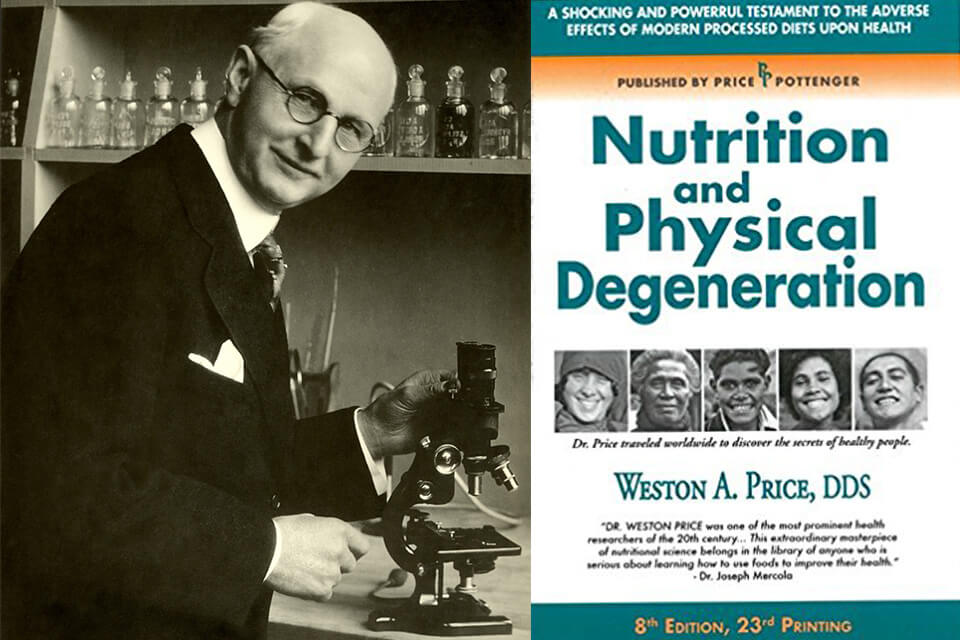 A SHOCKING AND POWERRUL TESTAMENT TO THE ADVERSE
EFFECTS OF MODERN PROCESSED DIETS UPON HEALTH
PUBLISHED BY PRICE PP POTTENGER
Nutrition
and
Physical
Degeneration
Dr. Price traveled worldwide to discover the secrets of healthy people.
WESTON A. PRICE, DDS
"DR. WESTON PRICE was one of the most prominent health
researchers of the 20th century... This extraordinary masterpiece
of nutritional science belongs in the library of anyone who is
serious about learning how to use foods to improve their health."
- Dr. Joseph Mercola
8th EDITION, 23rd PRINTING